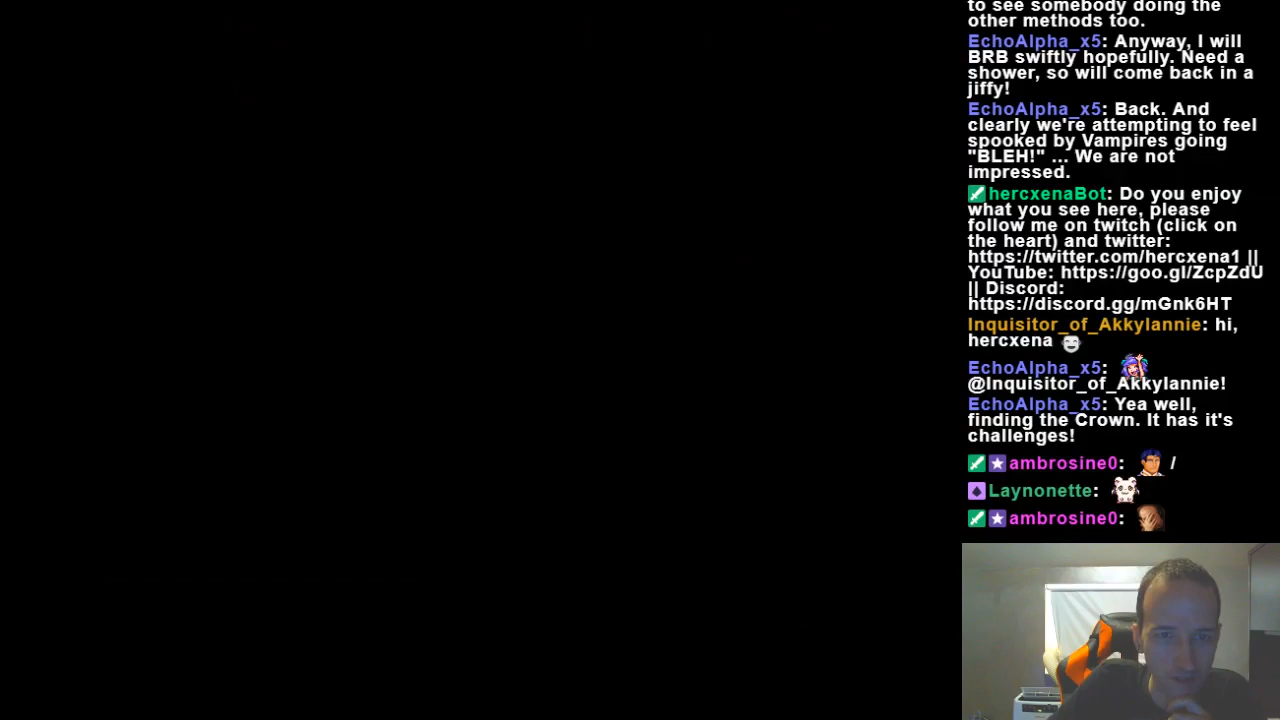 to see somebody doing the
other methods too.
EchoAlpha_x5: Anyway, I will
BRB swiftly hopefully. Need a
shower, so will come back in a
jiffy!
EchoAlpha_x5: Back. And
clearly we're attempting to feel
spooked by Vampires going
"BLEH!" ... We are not
impressed.
hercxenaBot: Do you enjoy
what you see here, please
follow me on twitch (click on
the heart) and twitter:
https://twitter.com/hercxena1 ||
YouTube: https://goo.gl/ZcpZdU
|| Discord:
https://discord.gg/mGnk6HT
Inquisitor_of_Akkylannie: hi,
hercxena
EchoAlpha_x5:
@Inquisitor_of_Akkylannie!
EchoAlpha_x5: Yea well,
finding the Crown. It has it's
challenges!
ambrosine0: /
Laynonette:
ambrosine0: